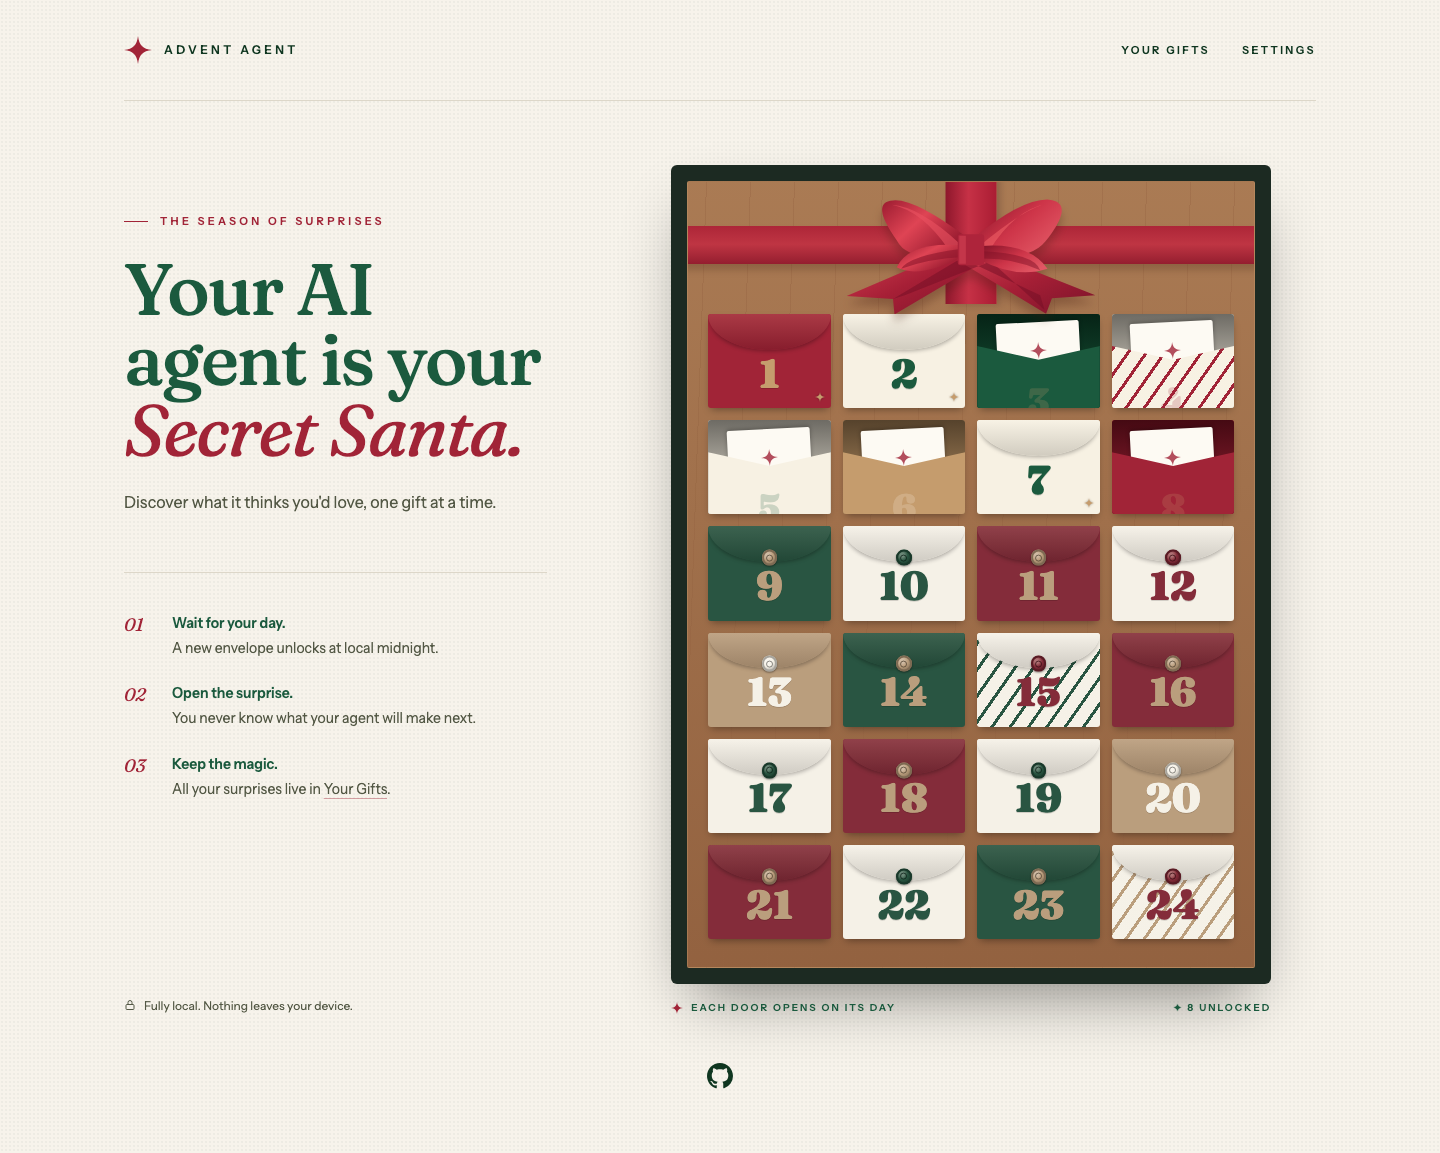 ADVENT AGENT
YOUR GIFTS SETTINGS
THE SEASON OF SURPRISES
Your AI
agent is your
Secret Santa.
Discover what it thinks you'd love, one gift at a time.
01 Wait for your day.
A new envelope unlocks at local midnight.
02 Open the surprise.
You never know what your agent will make next.
03 Keep the magic.
All your surprises live in Your Gifts.
Fully local. Nothing leaves your device.
1 2 3
5 6 7 8
9 10 11 12
13 14 15 16
17 18 19 20
21 22 23 24
EACH DOOR OPENS ON ITS DAY
8 UNLOCKED